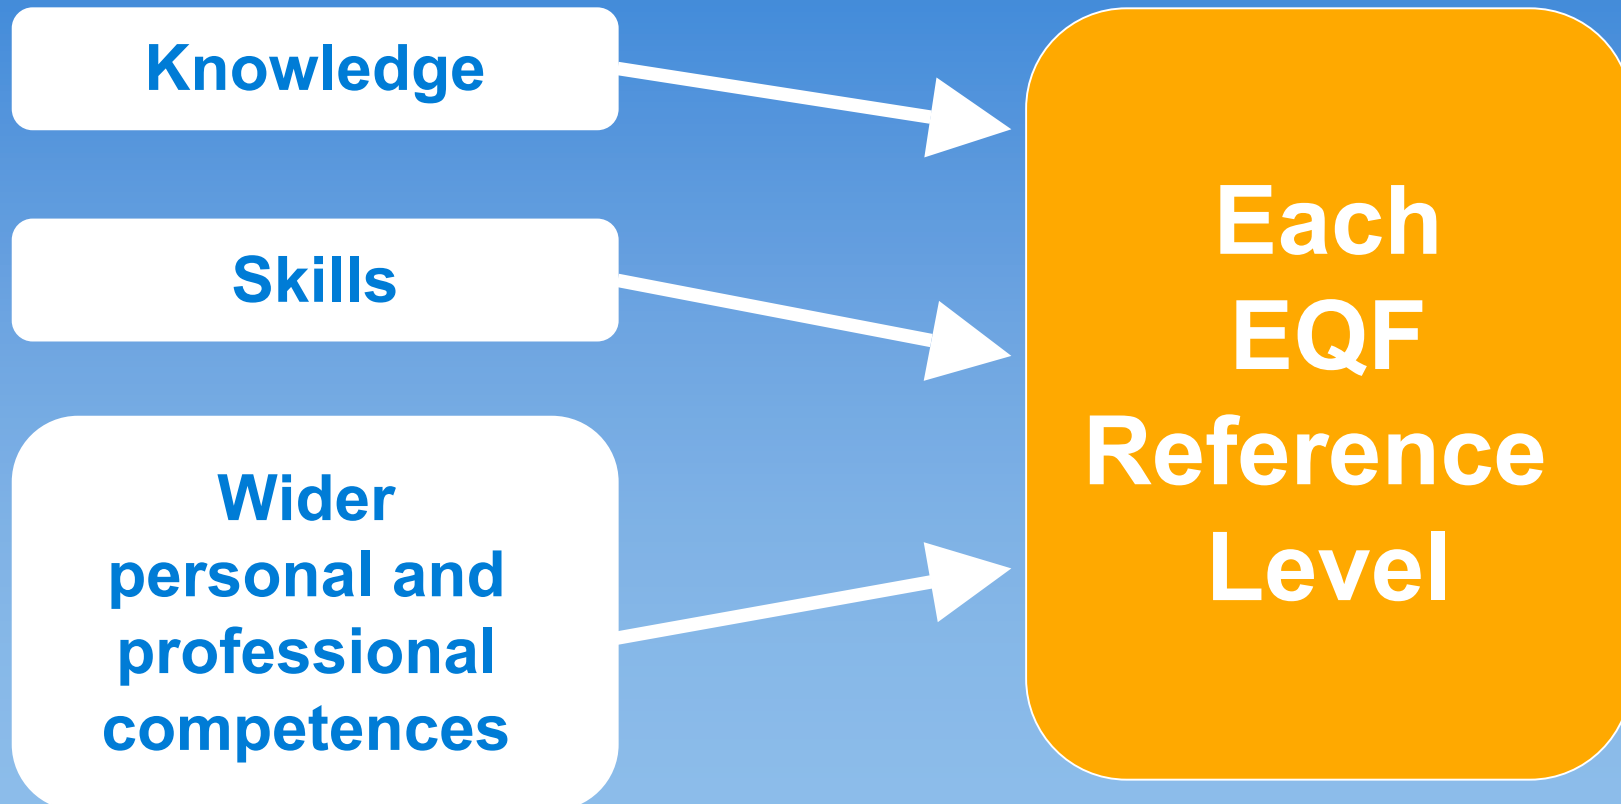 Knowledge
Skills
Wider
personal and
professional
competences
Each
EQF
Reference
Level